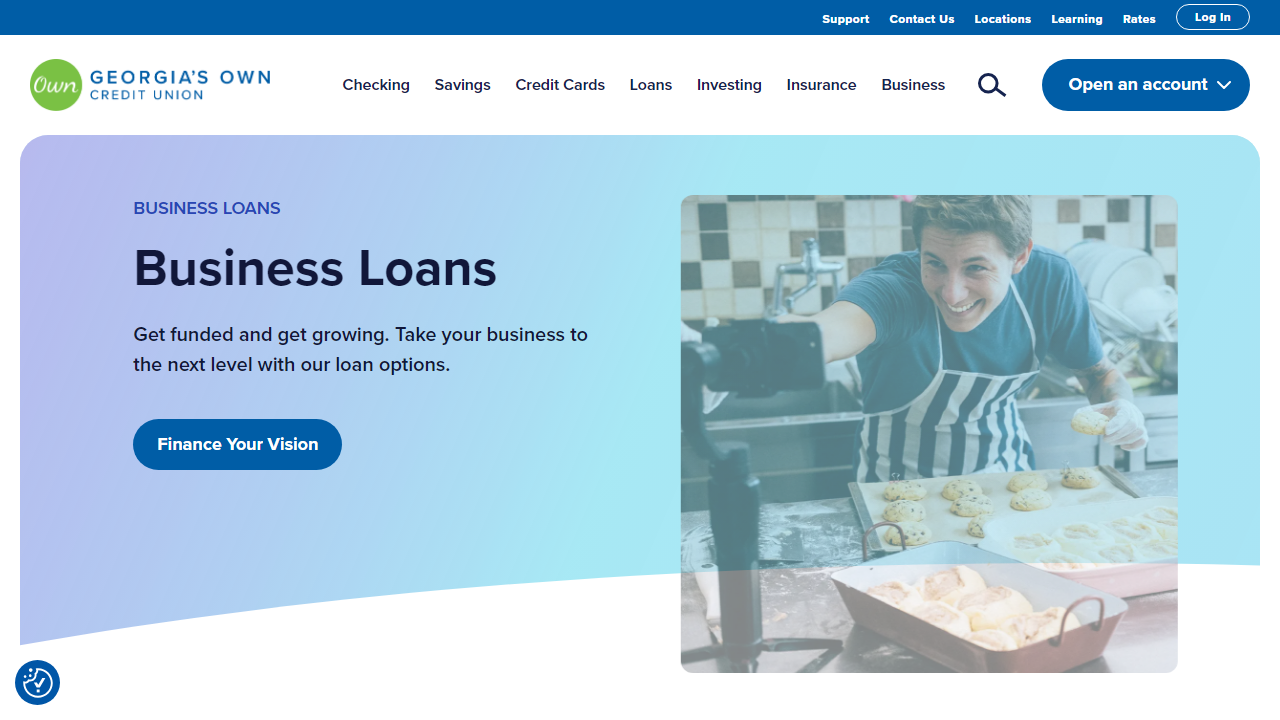 Support Contact Us Locations Learning Rates Log In
Own GEORGIA'S OWN
CREDIT UNION
Checking Savings Credit Cards Loans Investing Insurance Business Open an account
BUSINESS LOANS
Business Loans
Get funded and get growing. Take your business to
the next level with our loan options.
Finance Your Vision